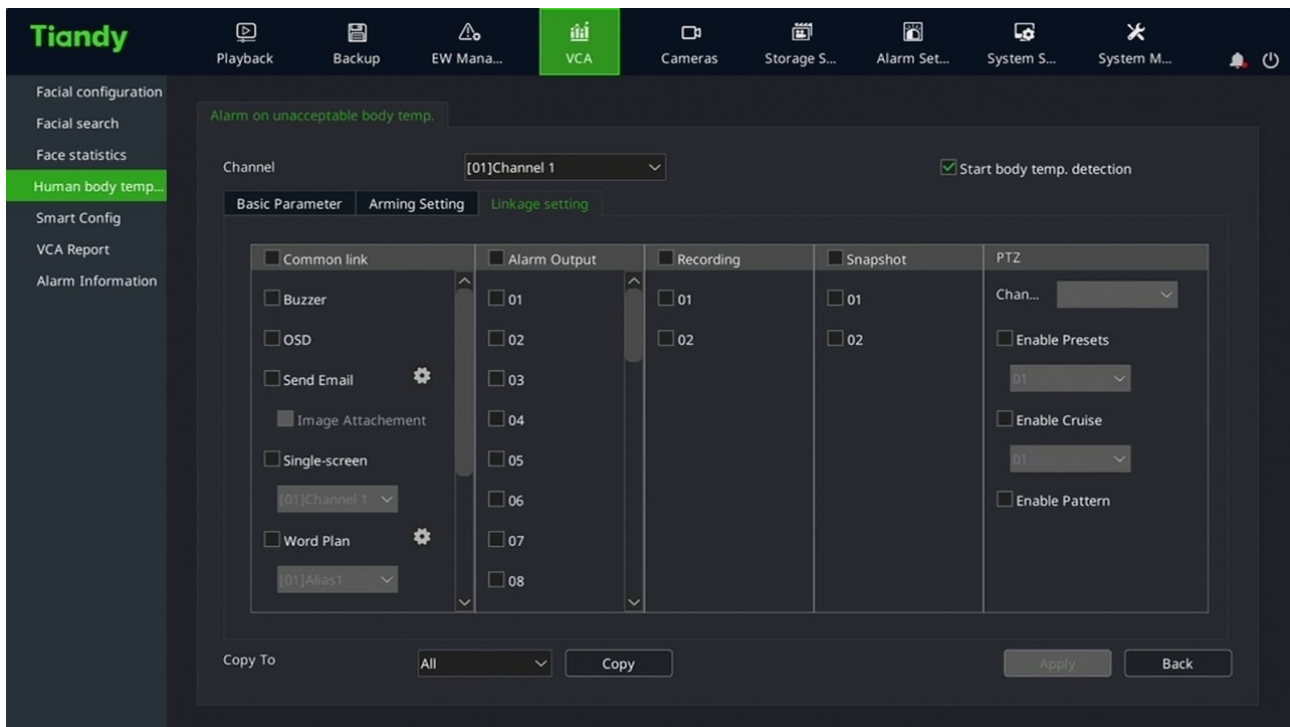 Tiandy
Playback
Backup
EW Mana...
VCA
Cameras
Storage S...
Alarm Set...
System S...
System M...
Facial configuration
Facial search
Face statistics
Human body temp...
Smart Config
VCA Report
Alarm Information
Alarm on unacceptable body temp.
Channel
[01]Channel 1
Start body temp. detection
Basic Parameter
Arming Setting
Linkage setting
Common link
Buzzer
OSD
Send Email
Image Attachement
Single-screen
[01]Channel 1
Word Plan
[01]Alias1
Alarm Output
01
02
03
04
05
06
07
08
Recording
01
02
Snapshot
01
02
PTZ
Chan...
Enable Presets
01
Enable Cruise
01
Enable Pattern
Copy To
All
Copy
Apply
Back